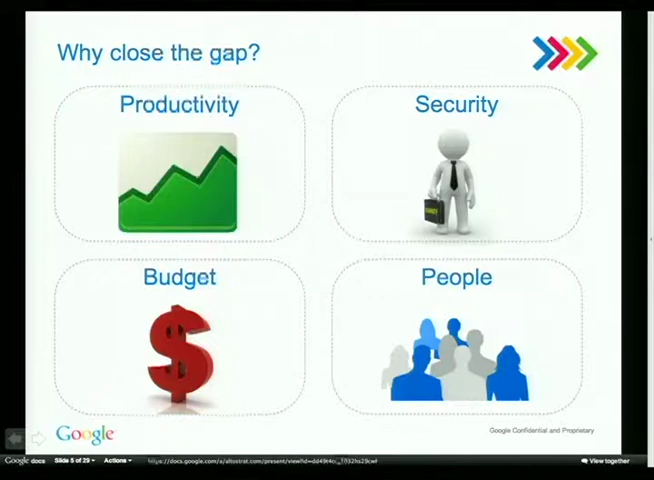 Why close the gap?
Productivity
Security
Budget
People
Google
Google Confidential and Proprietary
Google docs
Slide 5 of 29
Actions
View together